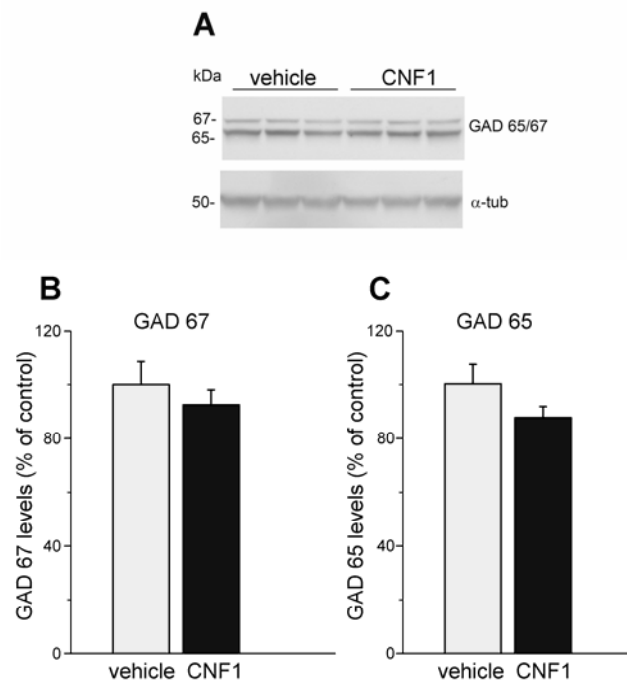 A
kDa
vehicle CNF1
67-
65-
GAD 65/67
50-
α-tub
B
GAD 67
GAD 67 levels (% of control)
120
80
40
0
vehicle CNF1
C
GAD 65
GAD 65 levels (% of control)
120
80
40
0
vehicle CNF1